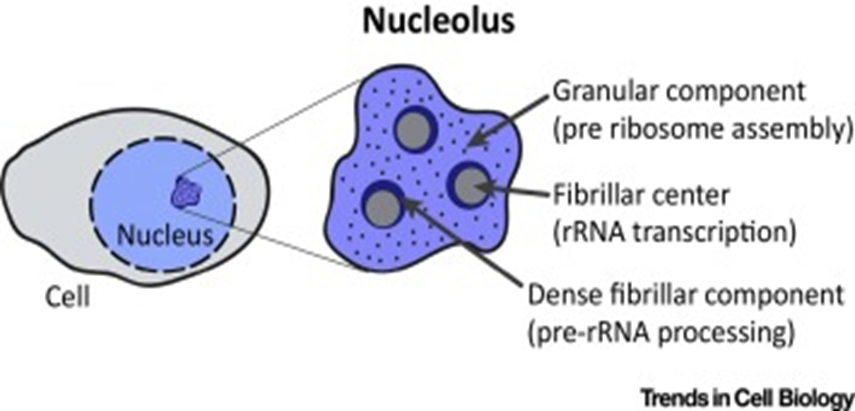 Nucleolus
Granular component
(pre ribosome assembly)
Fibrillar center
(rRNA transcription)
Nucleus
Cell
Dense fibrillar component
(pre-rRNA processing)
Trends in Cell Biology